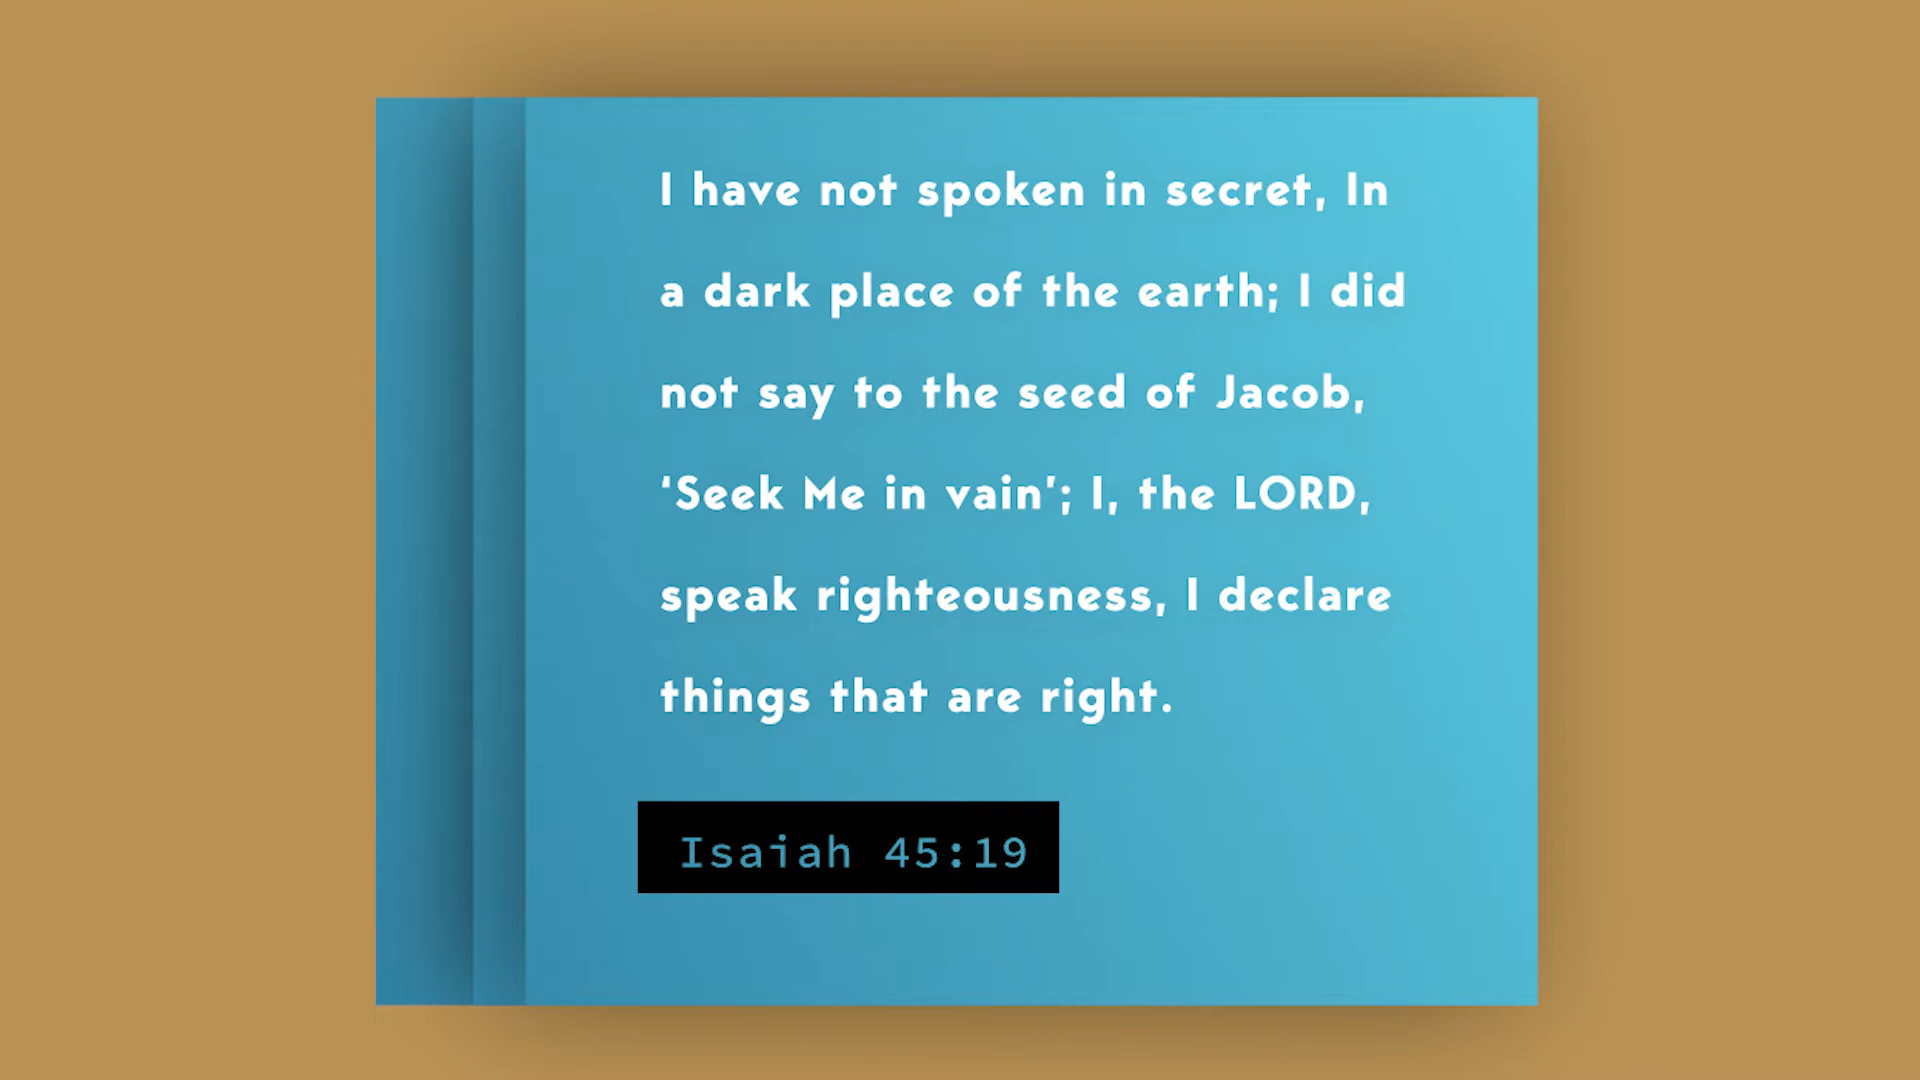 I have not spoken in secret, In
a dark place of the earth; I did
not say to the seed of Jacob,
‘Seek Me in vain’; I, the LORD,
speak righteousness, I declare
things that are right.
Isaiah 45:19